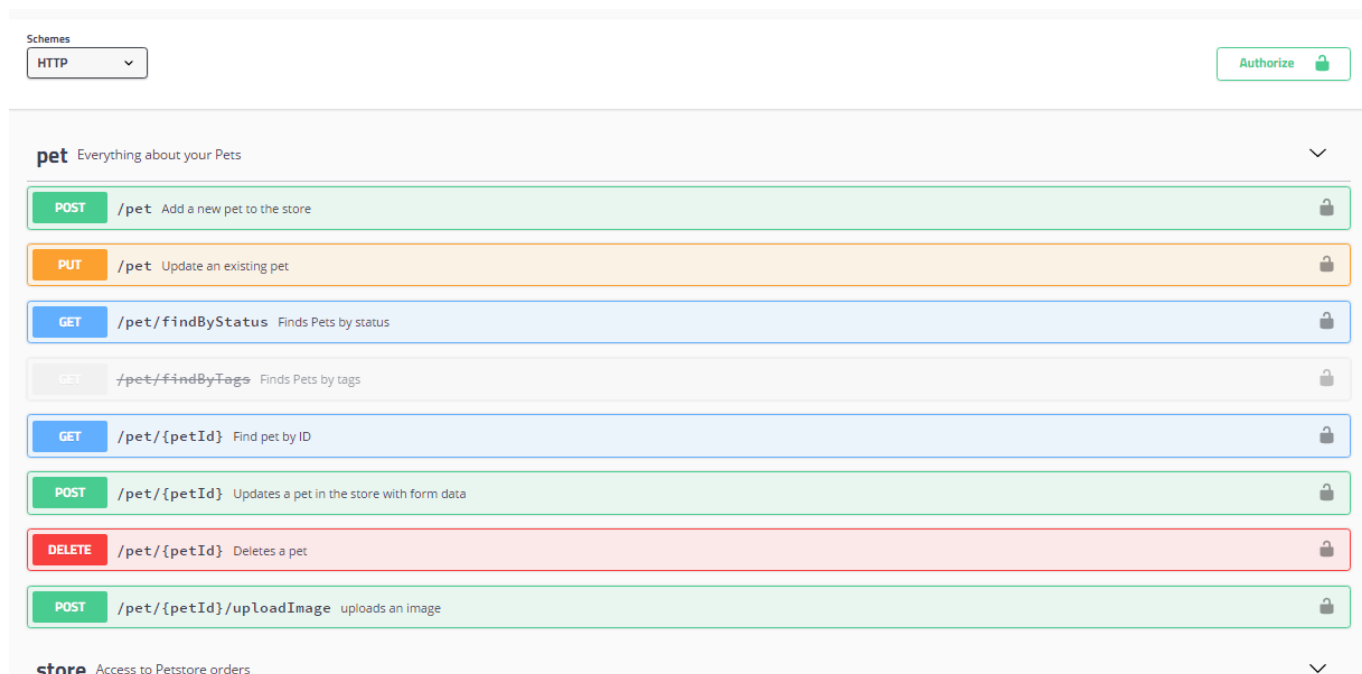 Schemes
HTTP
Authorize
pet Everything about your Pets
POST /pet Add a new pet to the store
PUT /pet Update an existing pet
GET /pet/findByStatus Finds Pets by status
GET /pet/findByTags Finds Pets by tags
GET /pet/{petId} Find pet by ID
POST /pet/{petId} Updates a pet in the store with form data
DELETE /pet/{petId} Deletes a pet
POST /pet/{petId}/uploadImage uploads an image
store Access to Petstore orders